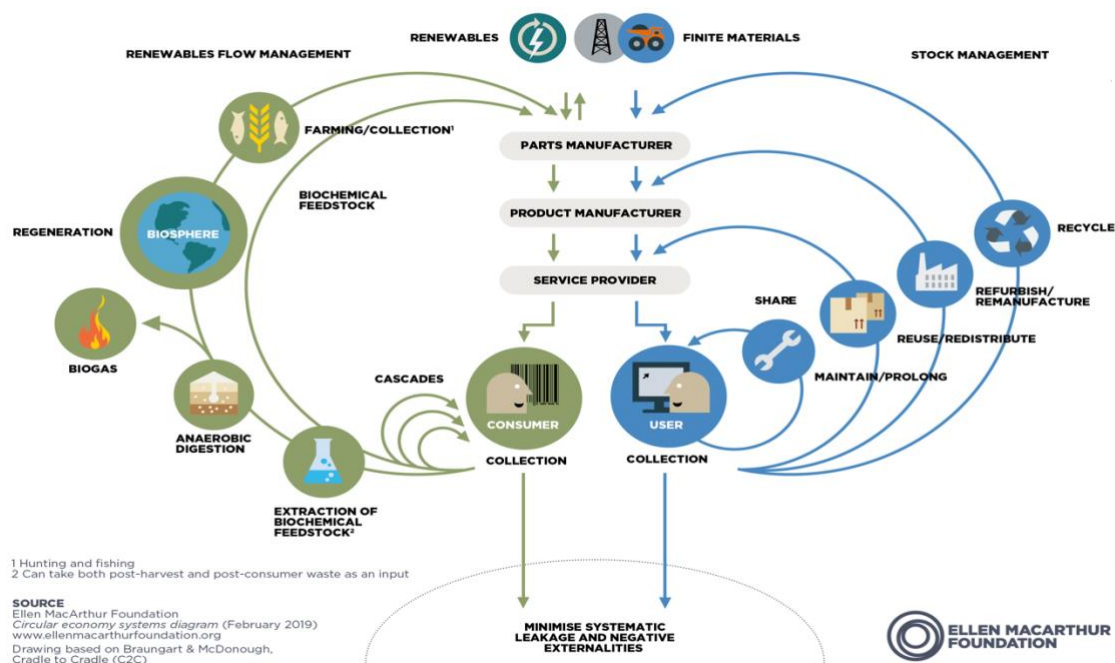 RENEWABLES
FINITE MATERIALS
RENEWABLES FLOW MANAGEMENT
STOCK MANAGEMENT
FARMING/COLLECTION¹
PARTS MANUFACTURER
BIOCHEMICAL
FEEDSTOCK
PRODUCT MANUFACTURER
REGENERATION
BIOSPHERE
RECYCLE
SERVICE PROVIDER
REFURBISH/
REMANUFACTURE
SHARE
REUSE/REDISTRIBUTE
BIOGAS
MAINTAIN/PROLONG
CASCADES
ANAEROBIC
DIGESTION
CONSUMER
USER
COLLECTION
COLLECTION
EXTRACTION OF
BIOCHEMICAL
FEEDSTOCK²
1 Hunting and fishing
2 Can take both post-harvest and post-consumer waste as an input
SOURCE
Ellen MacArthur Foundation
Circular economy systems diagram (February 2019)
www.ellenmacarthurfoundation.org
Drawing based on Braungart & McDonough,
Cradle to Cradle (C2C)
MINIMISE SYSTEMATIC
LEAKAGE AND NEGATIVE
EXTERNALITIES
ELLEN MACARTHUR
FOUNDATION